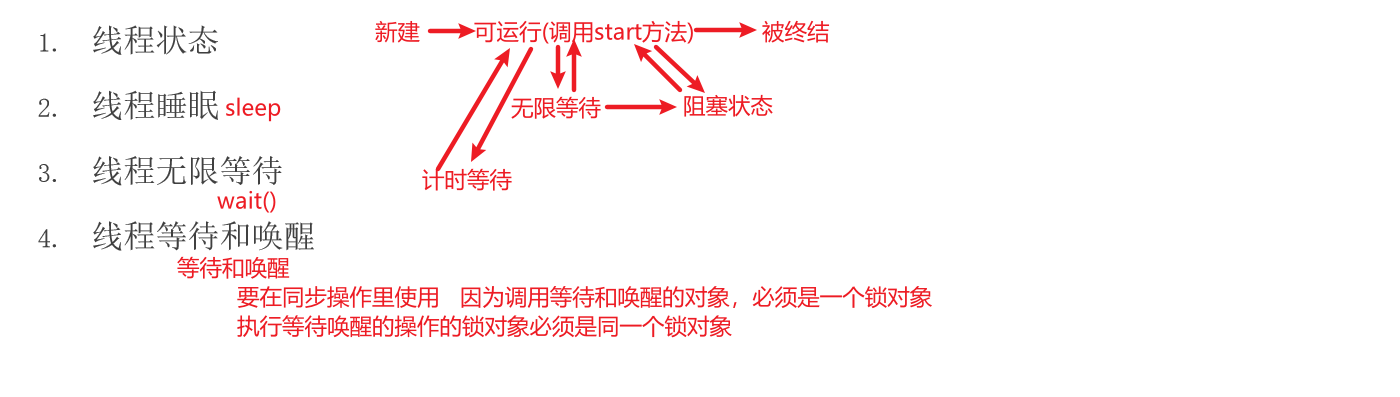 1. 线程状态
新建 可运行(调用start方法) 被终结
2. 线程睡眠 sleep
无限等待 阻塞状态
3. 线程无限等待
计时等待
wait()
4. 线程等待和唤醒
等待和唤醒
要在同步操作里使用 因为调用等待和唤醒的对象，必须是一个锁对象
执行等待唤醒的操作的锁对象必须是同一个锁对象